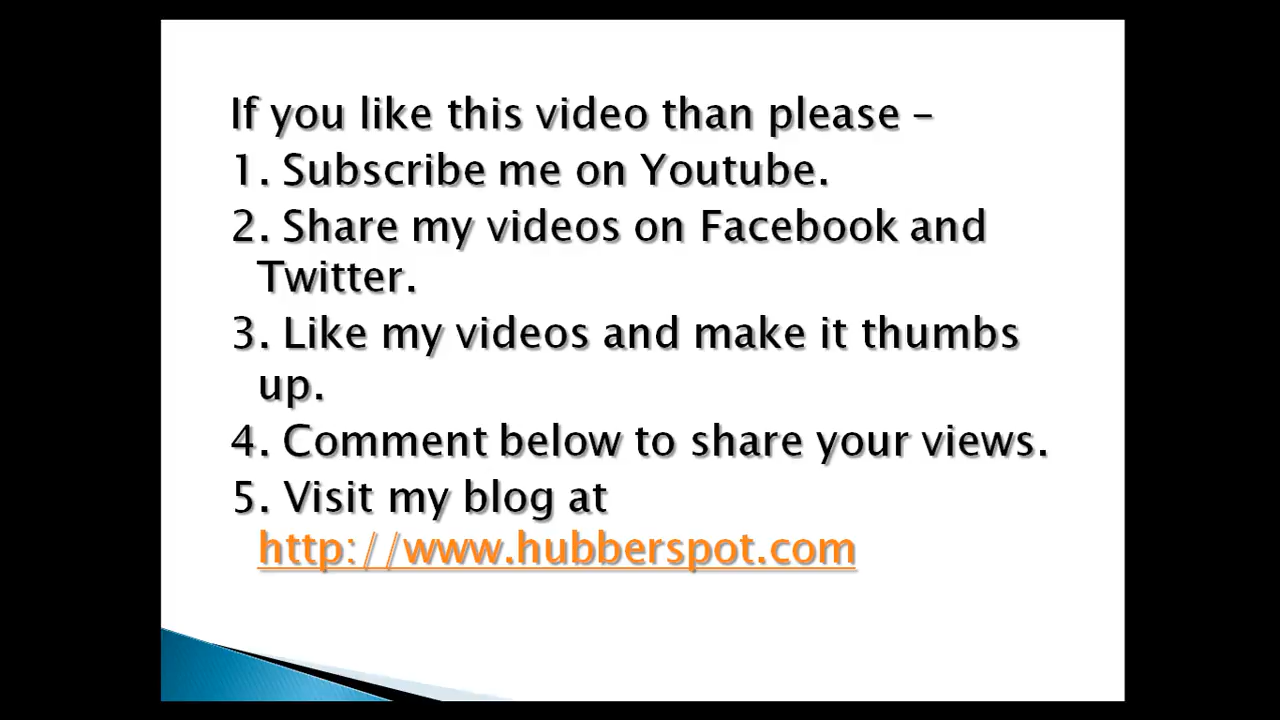 If you like this video than please –
1. Subscribe me on Youtube.
2. Share my videos on Facebook and
Twitter.
3. Like my videos and make it thumbs
up.
4. Comment below to share your views.
5. Visit my blog at
http://www.hubberspot.com